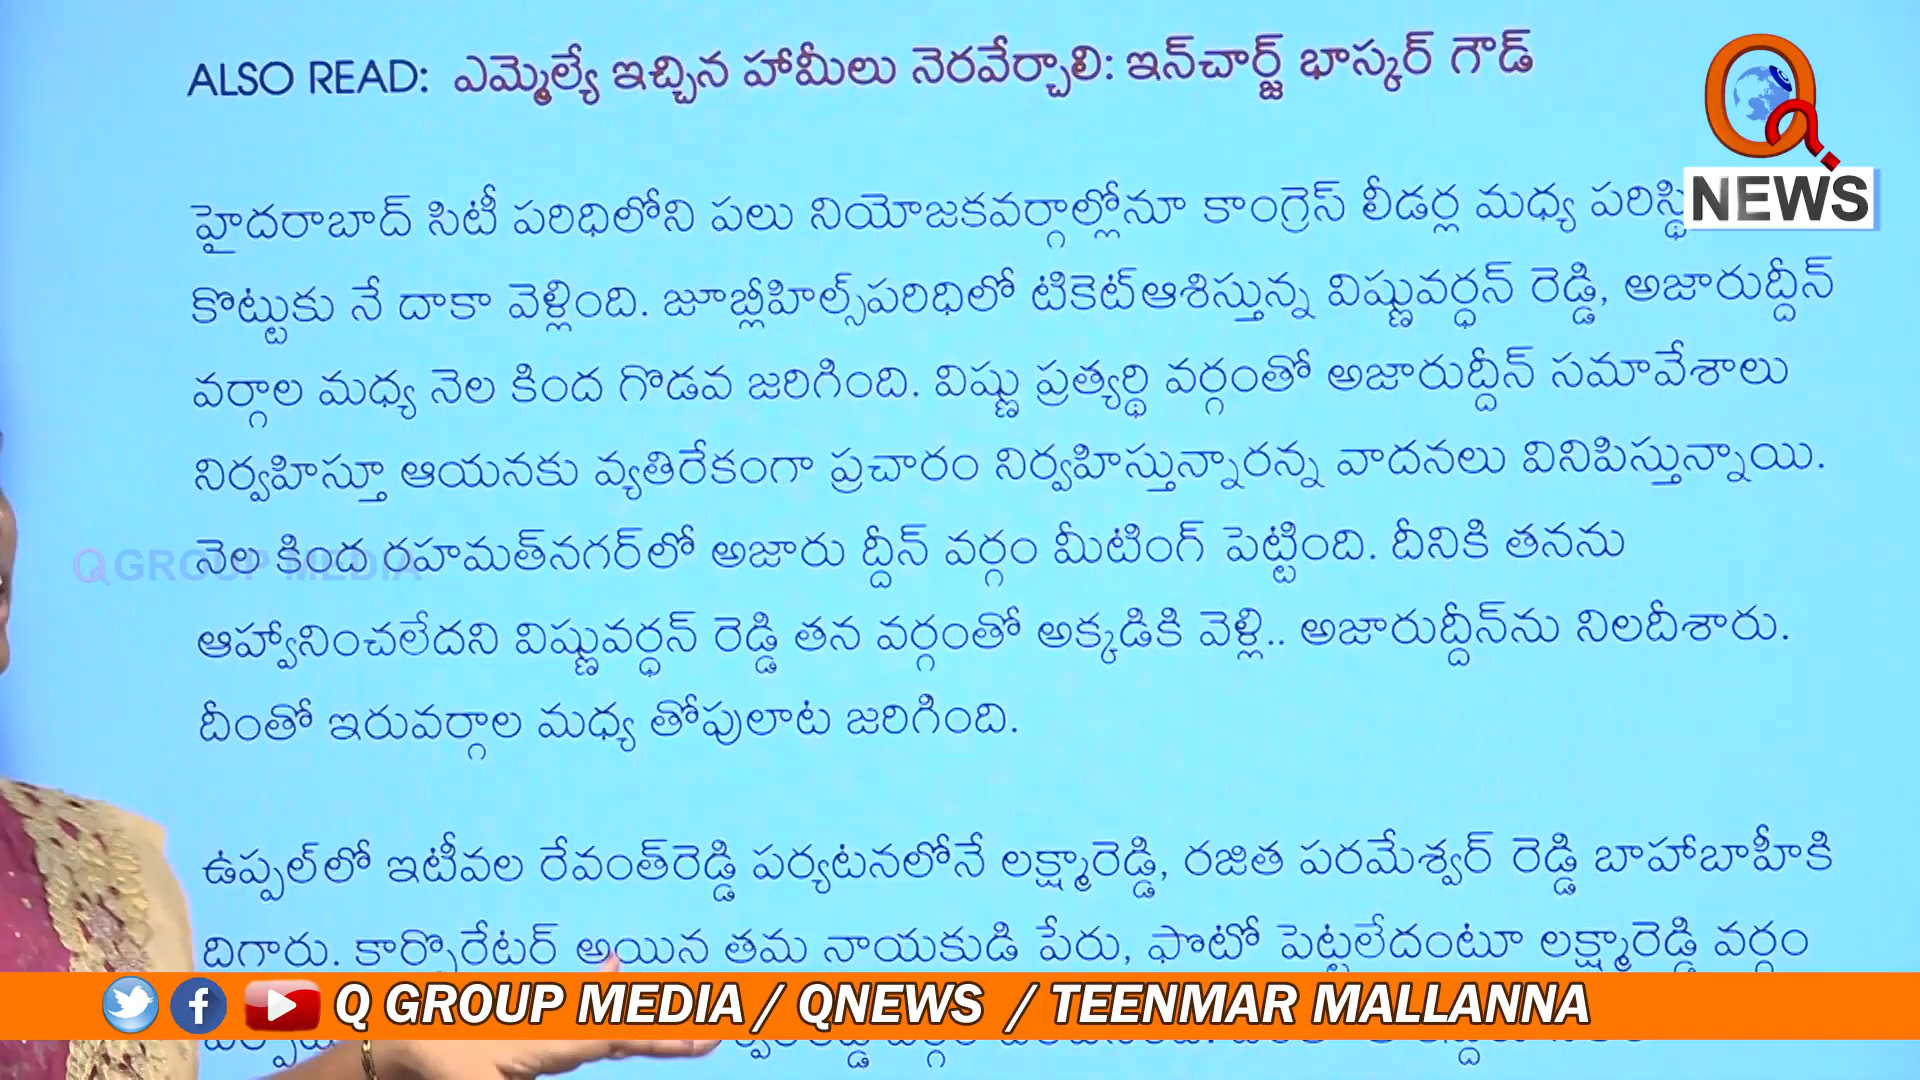 ALSO READ: ఎమ్మెల్యే ఇచ్చిన హామీలు నెరవేర్చాలి: ఇన్‌చార్జ్ భాస్కర్ గౌడ్
Q
NEWS
హైదరాబాద్ సిటీ పరిధిలోని పలు నియోజకవర్గాల్లోనూ కాంగ్రెస్ లీడర్ల మధ్య
కొట్టుకు నే దాకా వెళ్లింది. జూబ్లీహిల్స్‌పరిధిలో టికెట్‌ఆశిస్తున్న విష్ణువర్ధన్ రెడ్డి, అజారుద్దీన్
వర్గాల మధ్య నెల కింద గొడవ జరిగింది. విష్ణు ప్రత్యర్థి వర్గంతో అజారుద్దీన్ సమావేశాలు
నిర్వహిస్తూ ఆయనకు వ్యతిరేకంగా ప్రచారం నిర్వహిస్తున్నారన్న వాదనలు వినిపిస్తున్నాయి.
నెల కింద రహమత్‌నగర్‌లో అజారు ద్దీన్ వర్గం మీటింగ్ పెట్టింది. దీనికి తనను
Q GROUP MEDIA
ఆహ్వానించలేదని విష్ణువర్ధన్ రెడ్డి తన వర్గంతో అక్కడికి వెళ్లి.. అజారుద్దీన్‌ను నిలదీశారు.
దీంతో ఇరువర్గాల మధ్య తోపులాట జరిగింది.
ఉప్పల్‌లో ఇటీవల రేవంత్‌రెడ్డి పర్యటనలోనే లక్ష్మారెడ్డి, రజిత పరమేశ్వర్ రెడ్డి బాహాబాహీకి
దిగారు. కార్పొరేటర్ అయిన తమ నాయకుడి పేరు, ఫొటో పెట్టలేదంటూ లక్ష్మారెడ్డి వర్గం
Q GROUP MEDIA / QNEWS / TEENMAR MALLANNA